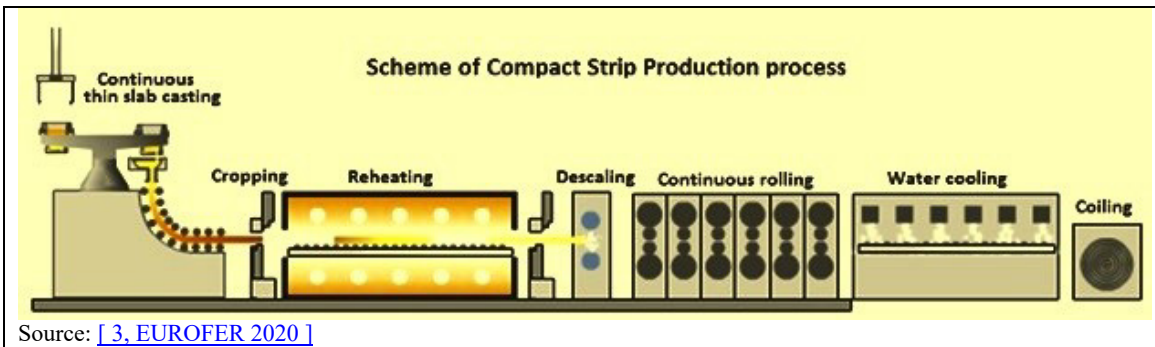 Scheme of Compact Strip Production process
Continuous
thin slab casting
Cropping
Reheating
Descaling
Continuous rolling
Water cooling
Coiling
Source: [ 3, EUROFER 2020 ]